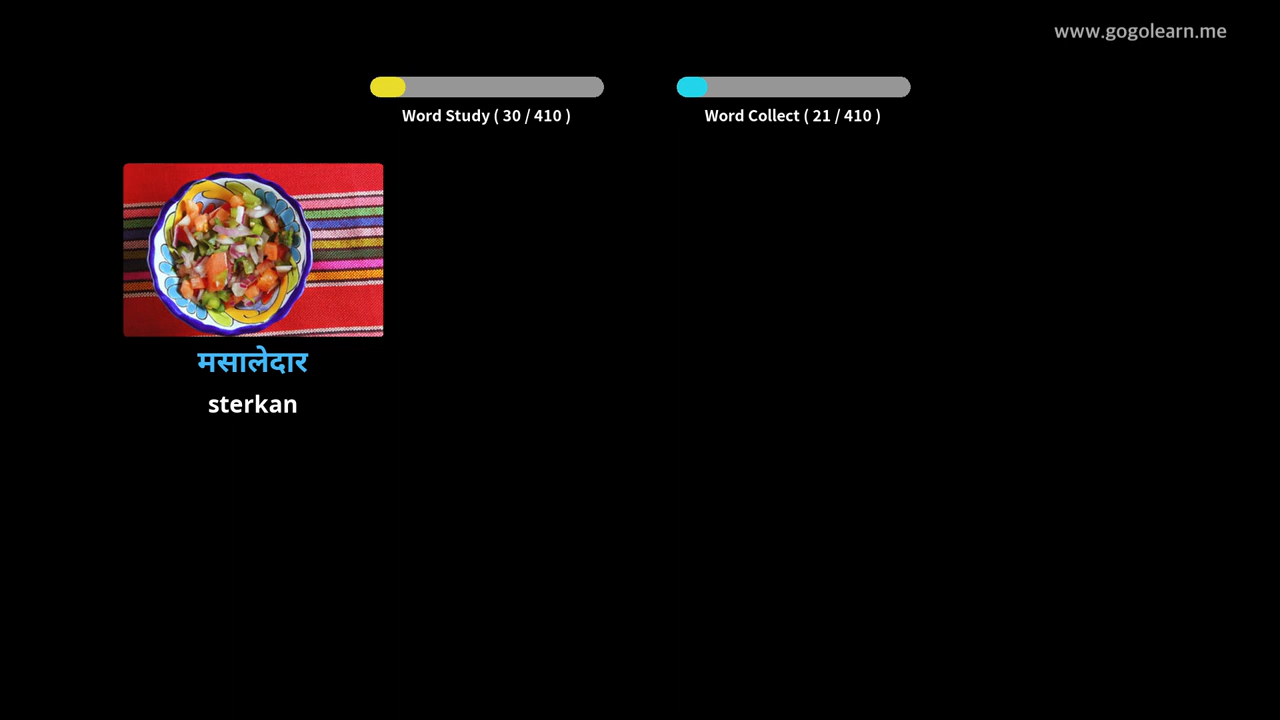 www.gogolearn.me
Word Study ( 30 / 410 )
Word Collect ( 21 / 410 )
मसालेदार
sterkan